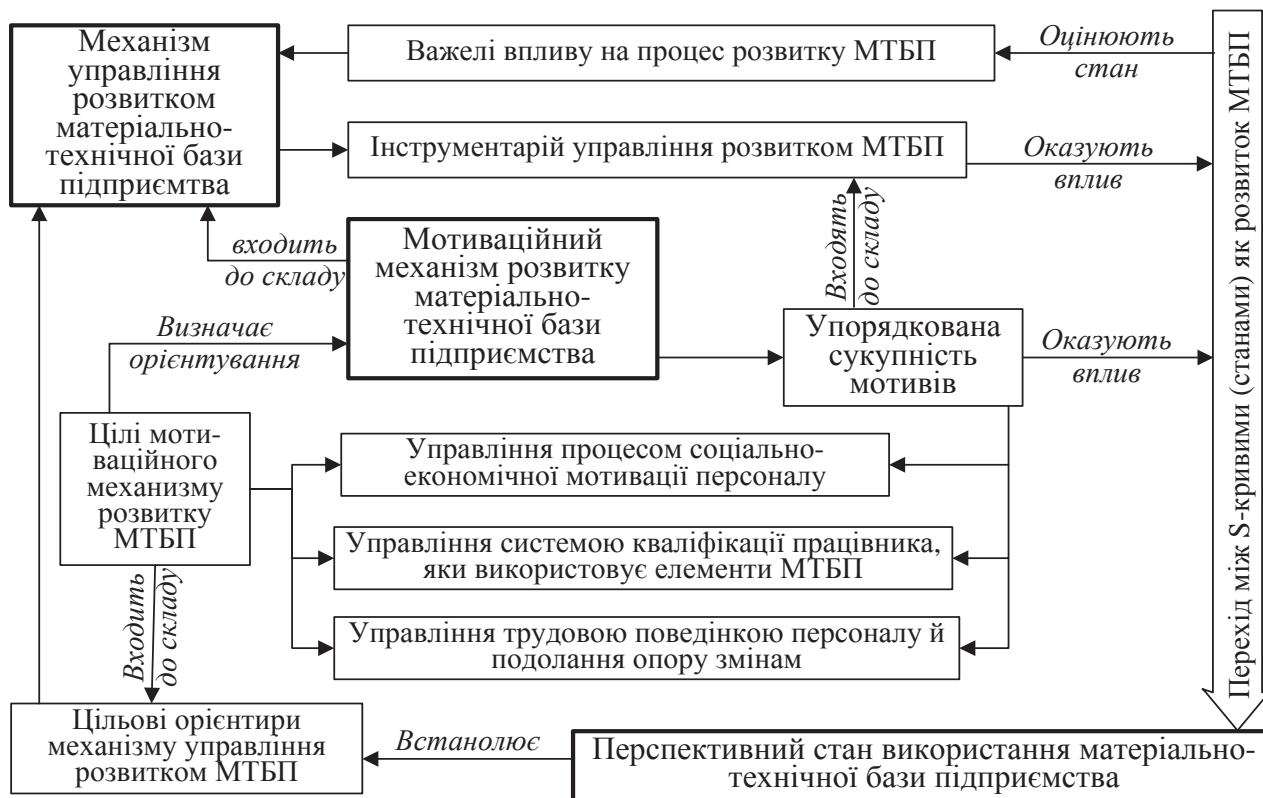 Механізм
управління
розвитком
матеріально-
технічної бази
підприємтва
Важелі впливу на процес розвитку МТБП
Оцінюють
стан
Інструментарій управління розвитком МТБП
Оказують
вплив
входить
до складу
Мотиваційний
механізм розвитку
матеріально-
технічної бази
підприємства
Входять
до складу
Визначає
орієнтування
Упорядкована
сукупність
мотивів
Оказують
вплив
Перехід між S-кривими (станами) як розвиток МТБП
Цілі моти-
ваційного
механізму
розвитку
МТБП
Управління процесом соціально-
економічної мотивації персоналу
Управління системою кваліфікації працівника,
яки використовує елементи МТБП
Управління трудовою поведінкою персоналу й
подолання опору змінам
Входить
до складу
Цільові орієнтири
механізму управління
розвитком МТБП
Встанолює
Перспективний стан використання матеріально-
технічної бази підприємства